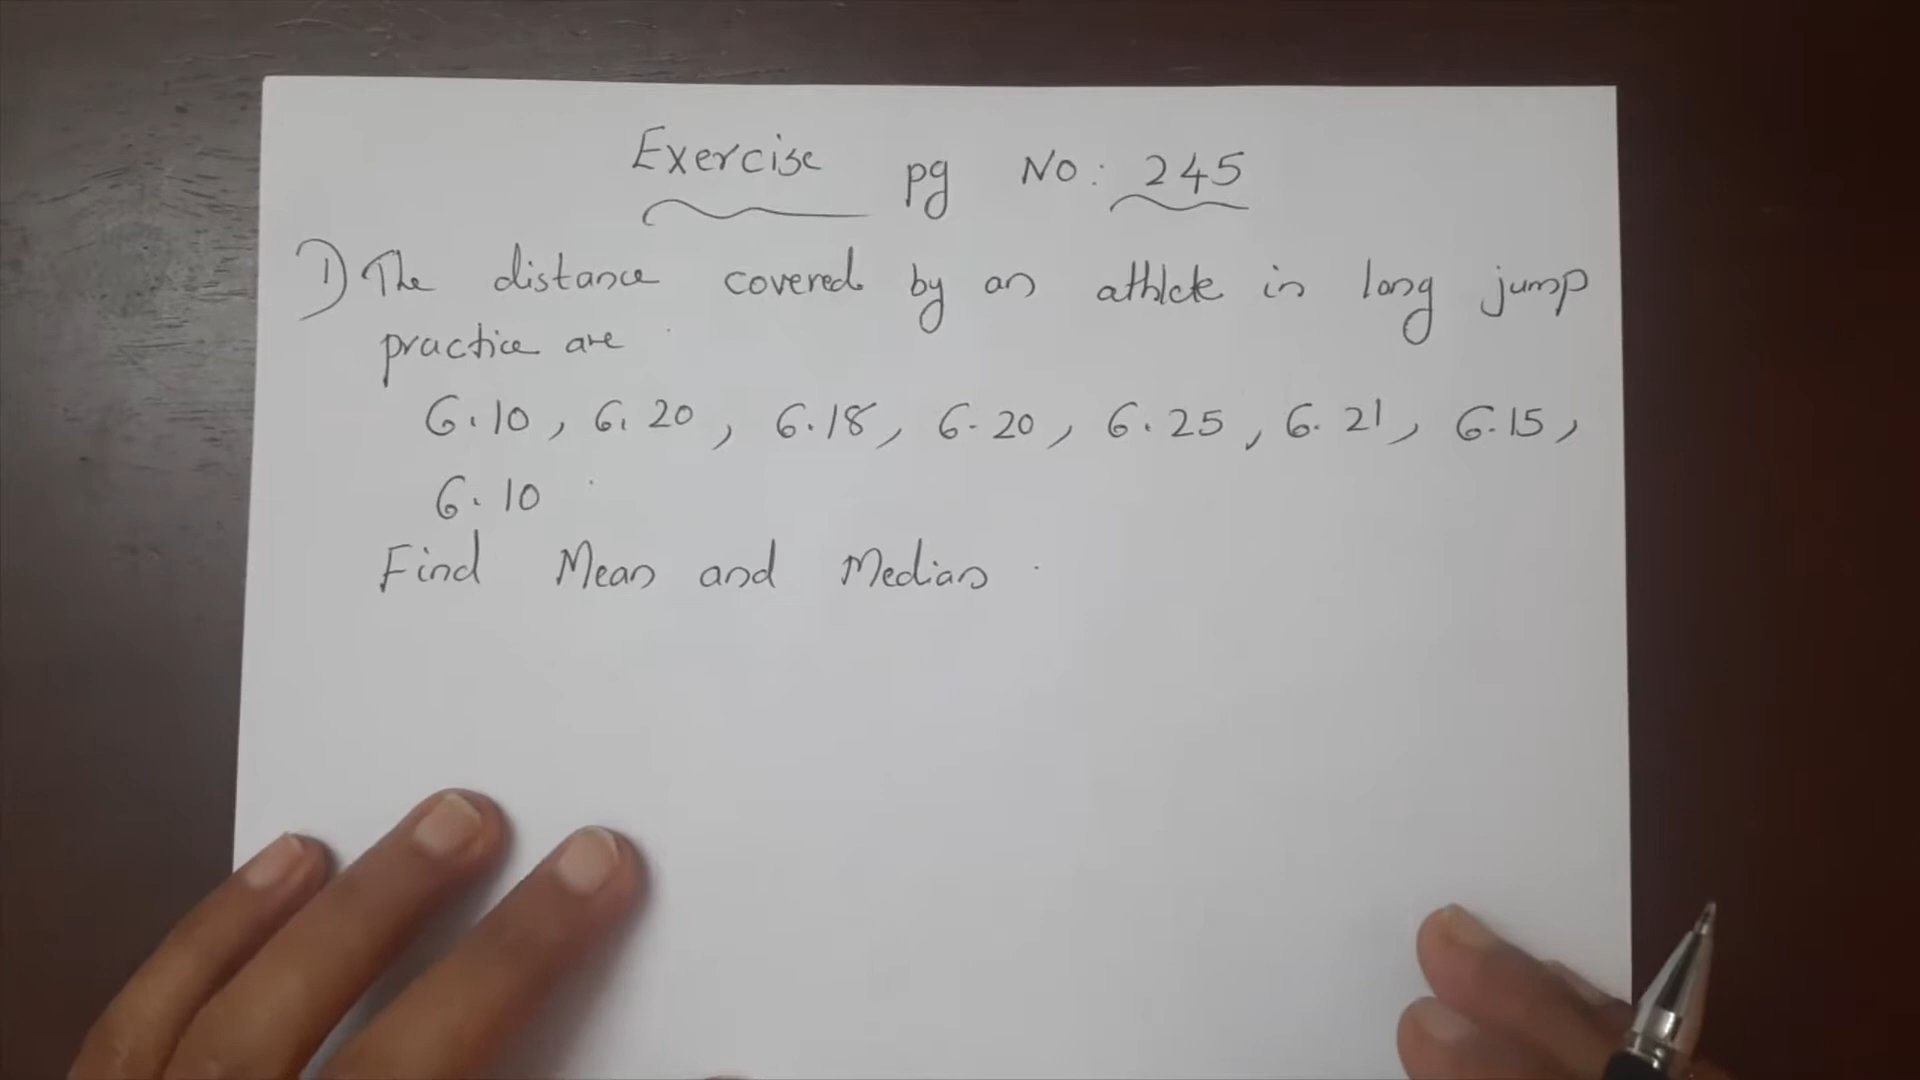 Exercise pg No: 245
1) The distance covered by an athlete in long jump
practice are
6.10, 6.20, 6.18, 6.20, 6.25, 6.21, 6.15,
6.10
Find Mean and Median.